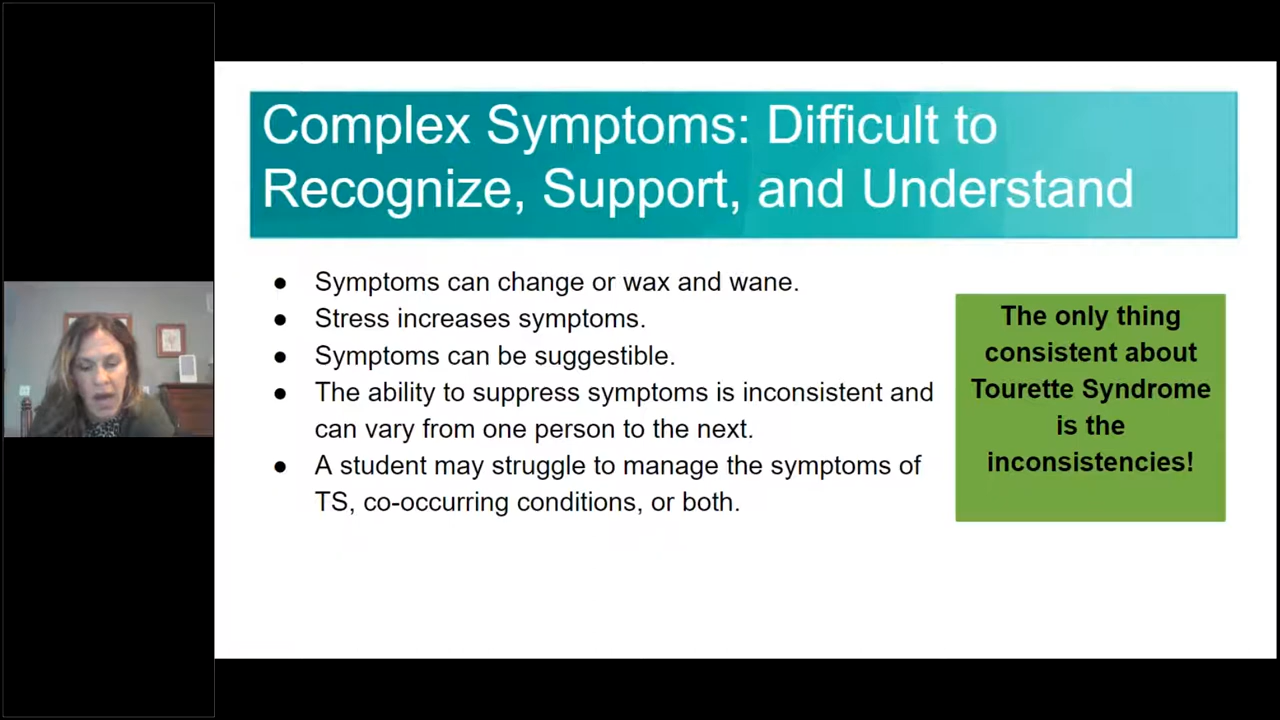 Complex Symptoms: Difficult to
Recognize, Support, and Understand
● Symptoms can change or wax and wane.
● Stress increases symptoms.
● Symptoms can be suggestible.
● The ability to suppress symptoms is inconsistent and
can vary from one person to the next.
● A student may struggle to manage the symptoms of
TS, co-occurring conditions, or both.
The only thing
consistent about
Tourette Syndrome
is the
inconsistencies!